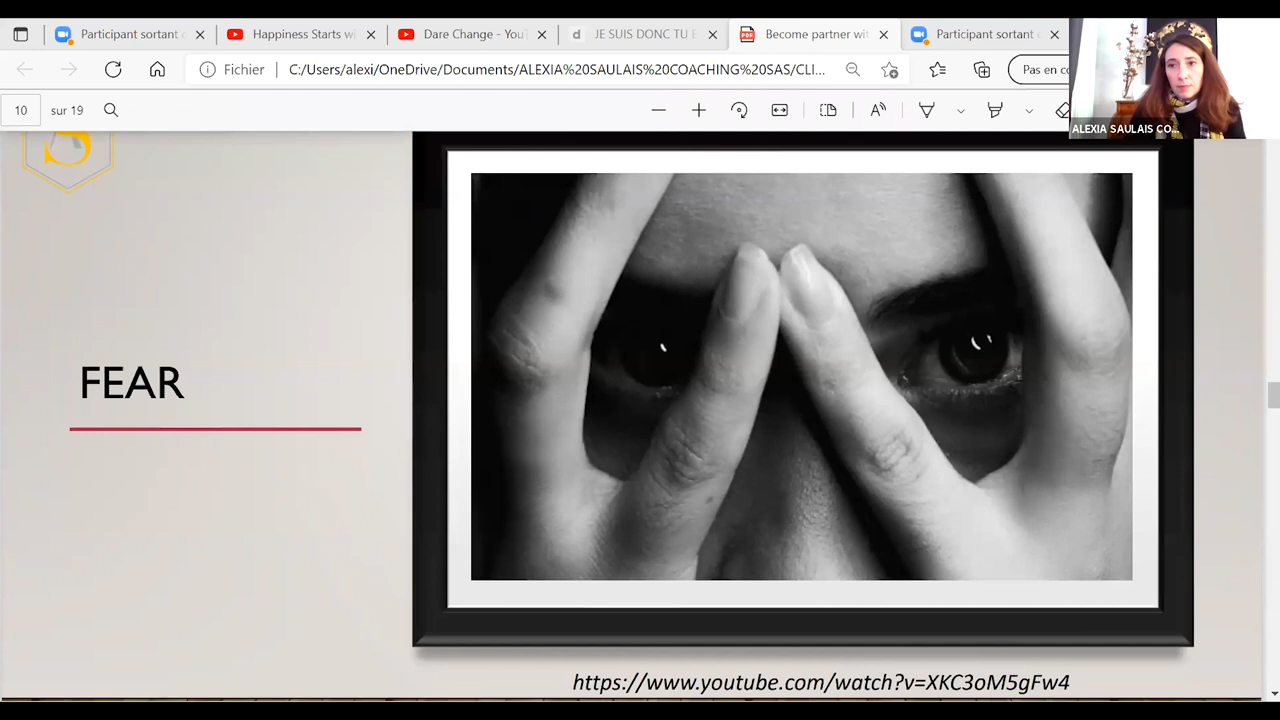 Participant sortant d
Happiness Starts wi
Dare Change - You
JE SUIS DONC TU E
Become partner wit
Participant sortant d
Fichier
C:/Users/alexi/OneDrive/Documents/ALEXIA%20SAULAIS%20COACHING%20SAS/CLI...
Pas en co
10 sur 19
ALEXIA SAULAIS CO...
S
FEAR
https://www.youtube.com/watch?v=XKC3oM5gFw4